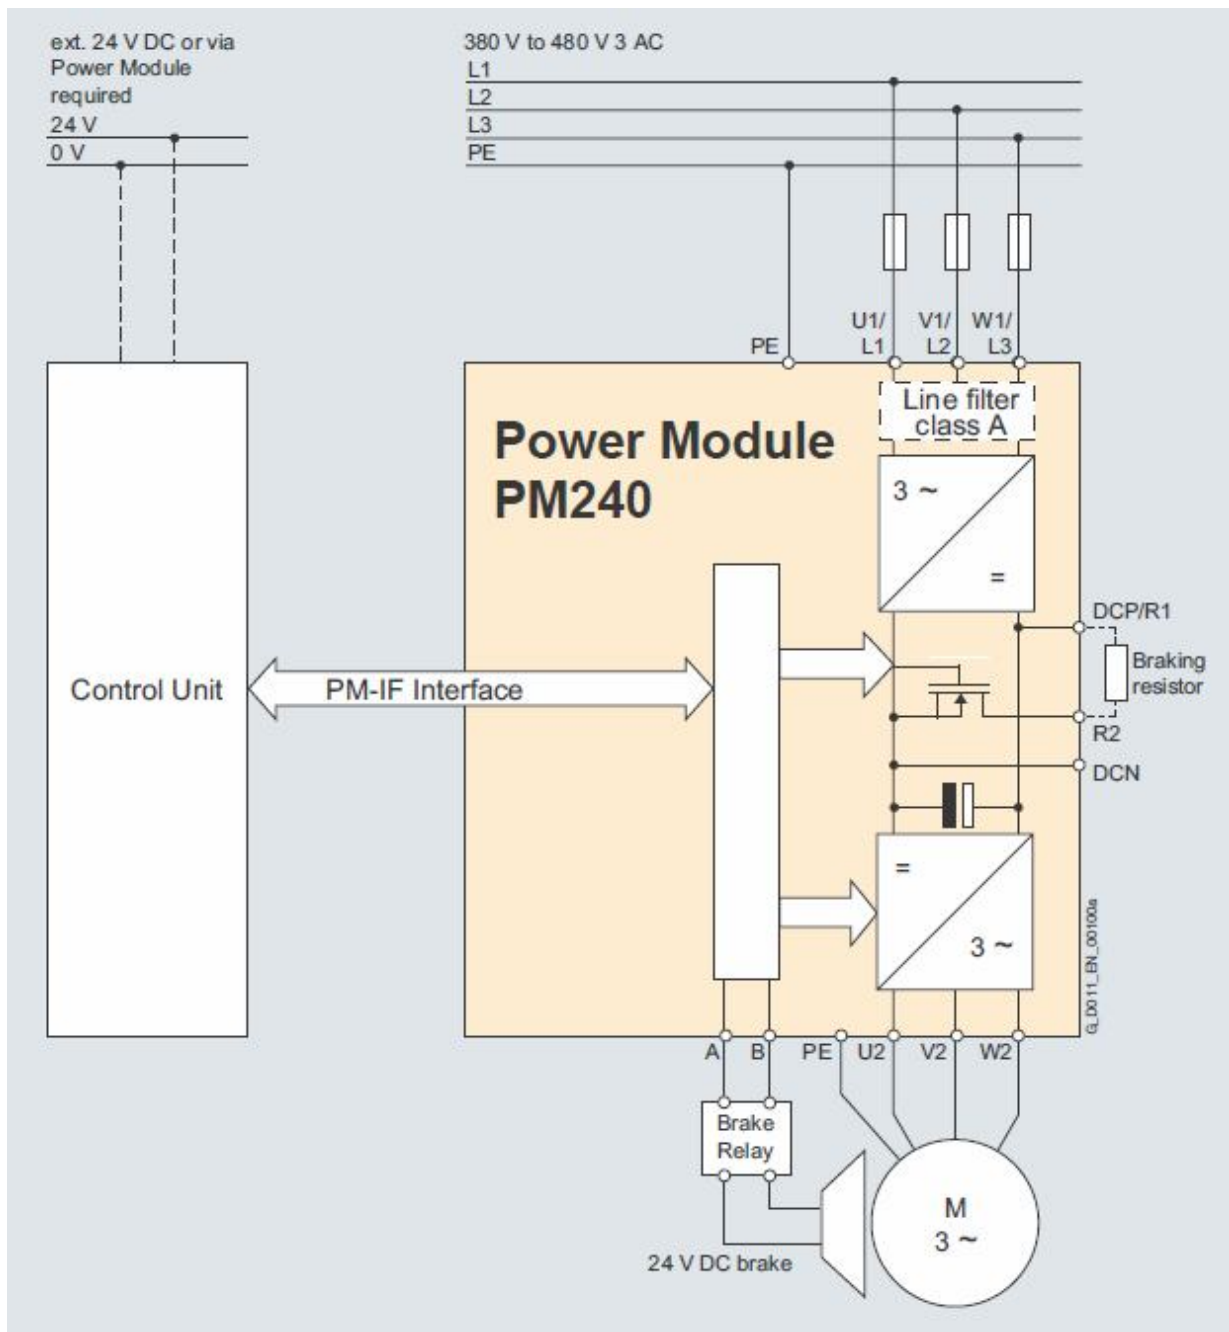 ext. 24 V DC or via
Power Module
required
24 V
0 V
380 V to 480 V 3 AC
L1
L2
L3
PE
PE
U1/
L1
V1/
L2
W1/
L3
Line filter
class A
Power Module
PM240
3 ~
=
DCP/R1
Braking
resistor
R2
DCN
Control Unit
PM-IF Interface
=
3 ~
G_D011_EN_00100a
A
B
PE
U2
V2
W2
Brake
Relay
M
3 ~
24 V DC brake